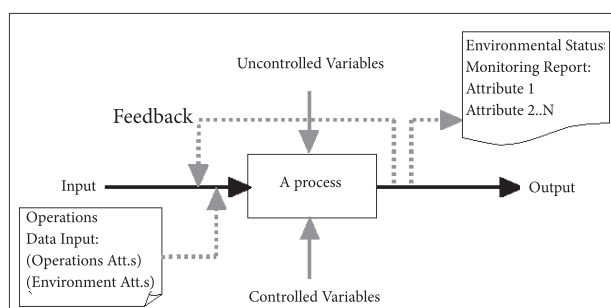 Environmental Status:
Monitoring Report:
Attribute 1
Attribute 2..N
Uncontrolled Variables
Feedback
Input
A process
Output
Operations
Data Input:
(Operations Att.s)
(Environment Att.s)
Controlled Variables